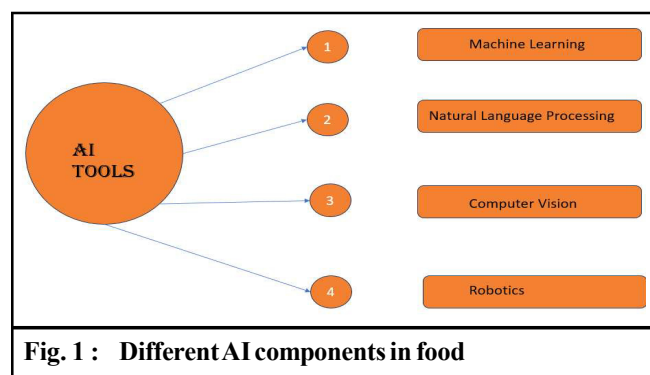 1
Machine Learning
2
Natural Language Processing
AI
TOOLS
3
Computer Vision
4
Robotics
Fig. 1 : Different AI components in food